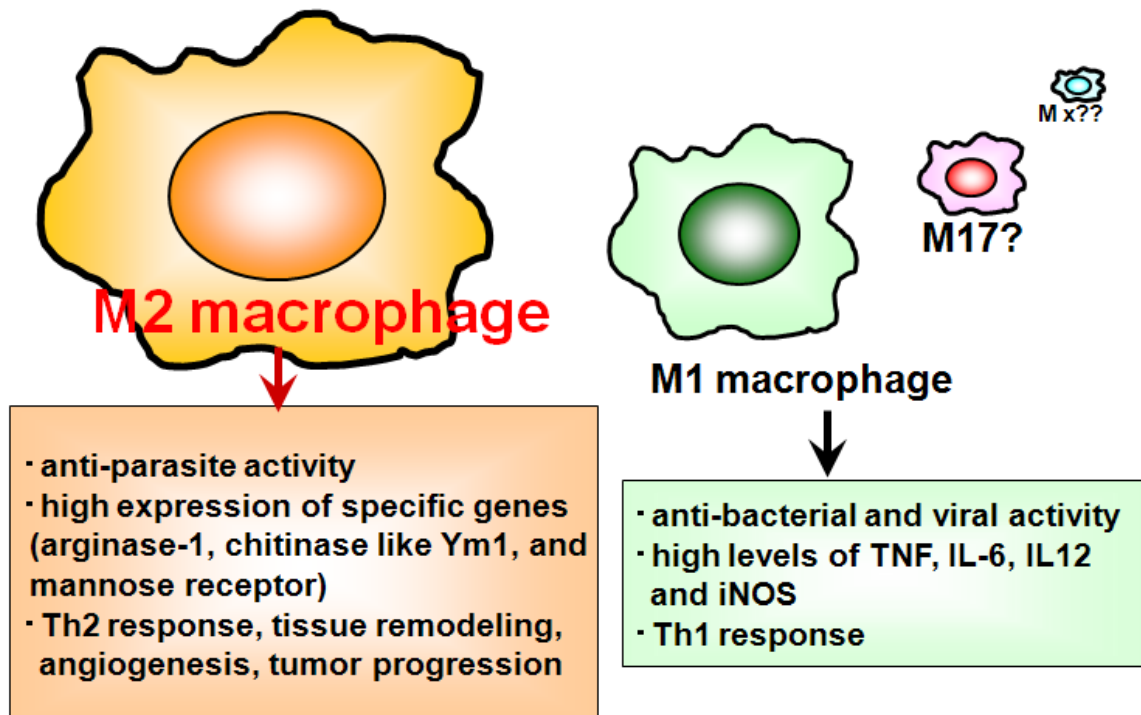 M x??
M17?
M2 macrophage
M1 macrophage
· anti-parasite activity
· high expression of specific genes
(arginase-1, chitinase like Ym1, and
mannose receptor)
· Th2 response, tissue remodeling,
angiogenesis, tumor progression
· anti-bacterial and viral activity
· high levels of TNF, IL-6, IL12
and iNOS
· Th1 response